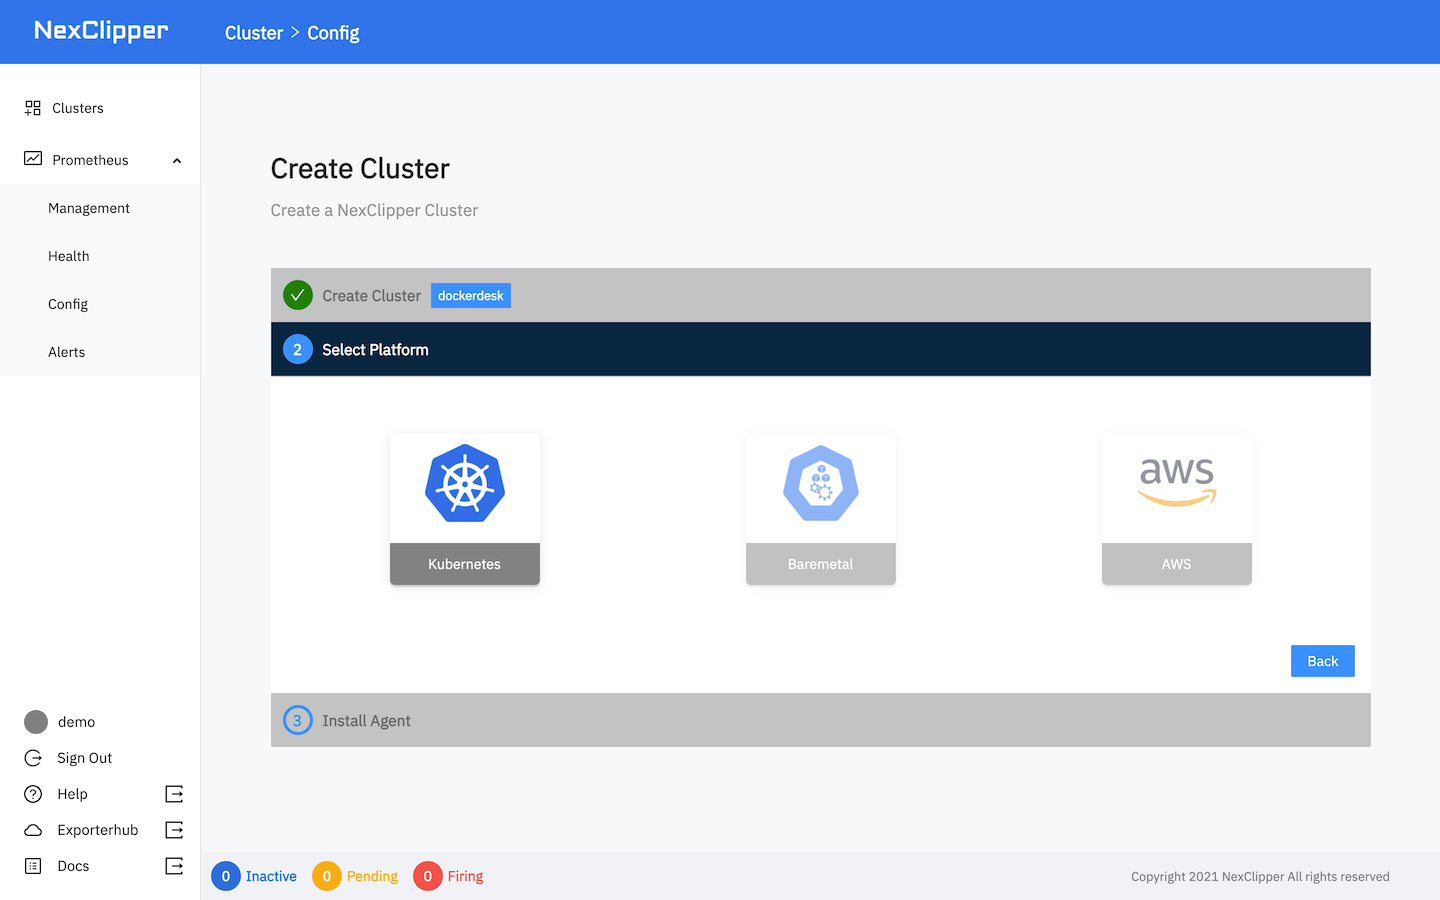 NexClipper
Cluster > Config
Clusters
Prometheus
Management
Health
Config
Alerts
demo
Sign Out
Help
Exporterhub
Docs
Create Cluster
Create a NexClipper Cluster
Create Cluster dockerdesk
2 Select Platform
aws
Kubernetes Baremetal AWS
Back
3 Install Agent
0 Inactive 0 Pending 0 Firing
Copyright 2021 NexClipper All rights reserved